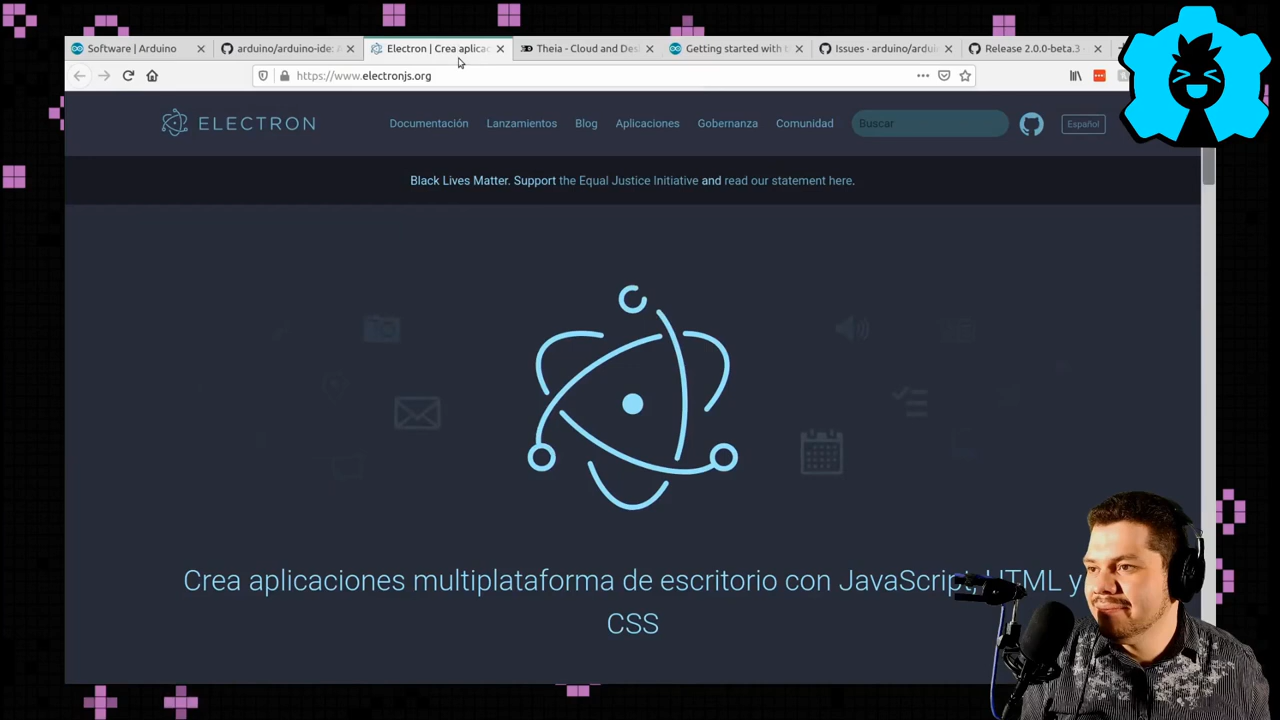 Software | Arduino
arduino/arduino-ide: A
Electron | Crea aplicac
Theia - Cloud and Des
Getting started with t
Issues · arduino/ardui
Release 2.0.0-beta.3 ·
https://www.electronjs.org
ELECTRON
Documentación
Lanzamientos
Blog
Aplicaciones
Gobernanza
Comunidad
Buscar
Español
Black Lives Matter. Support the Equal Justice Initiative and read our statement here.
Crea aplicaciones multiplataforma de escritorio con JavaScript, HTML y
CSS